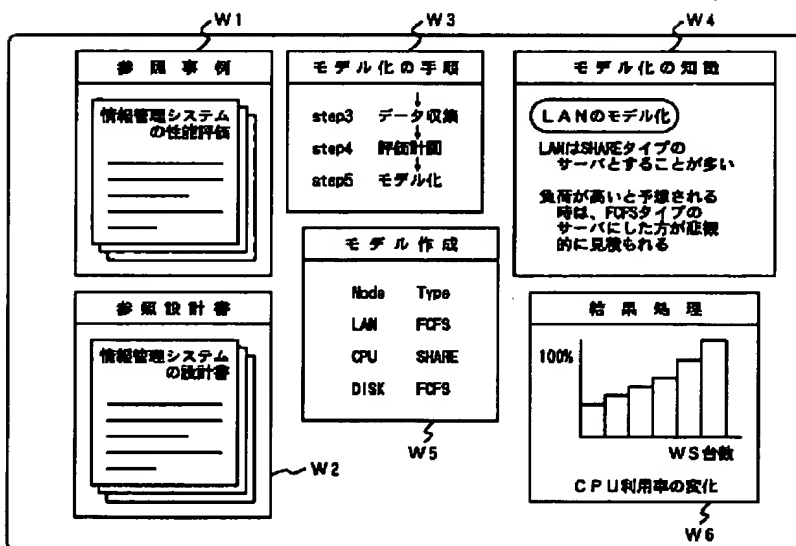 W1
W3
W4
参照事例
情報管理システム
の性能評価
モデル化の手順
step3 データ収集
step4 評価計画
step5 モデル化
モデル化の知識
LANのモデル化
LANはSHAREタイプの
サーバとすることが多い
負荷が高いと予想される
時は、FCFSタイプの
サーバにした方が悲観
的に見積もれる
参照設計書
情報管理システム
の設計書
W2
モデル作成
Node Type
LAN FCFS
CPU SHARE
DISK FCFS
W5
結果処理
100%
WS台数
CPU利用率の変化
W6